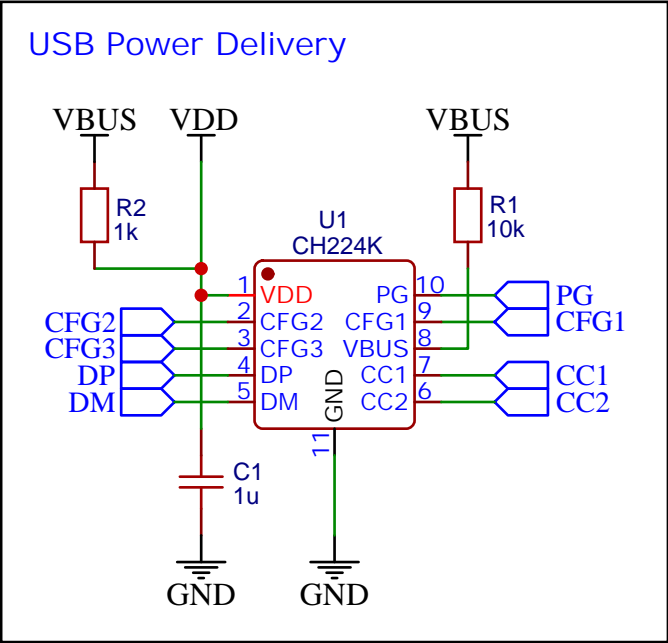 USB Power Delivery
VBUS VDD VBUS
R2
1k
R1
10k
U1
CH224K
1 VDD PG 10 PG
CFG2 2 CFG2 CFG1 9 CFG1
CFG3 3 CFG3 VBUS 8
DP 4 DP CC1 7 CC1
DM 5 DM CC2 6 CC2
GND
11
C1
1u
GND GND